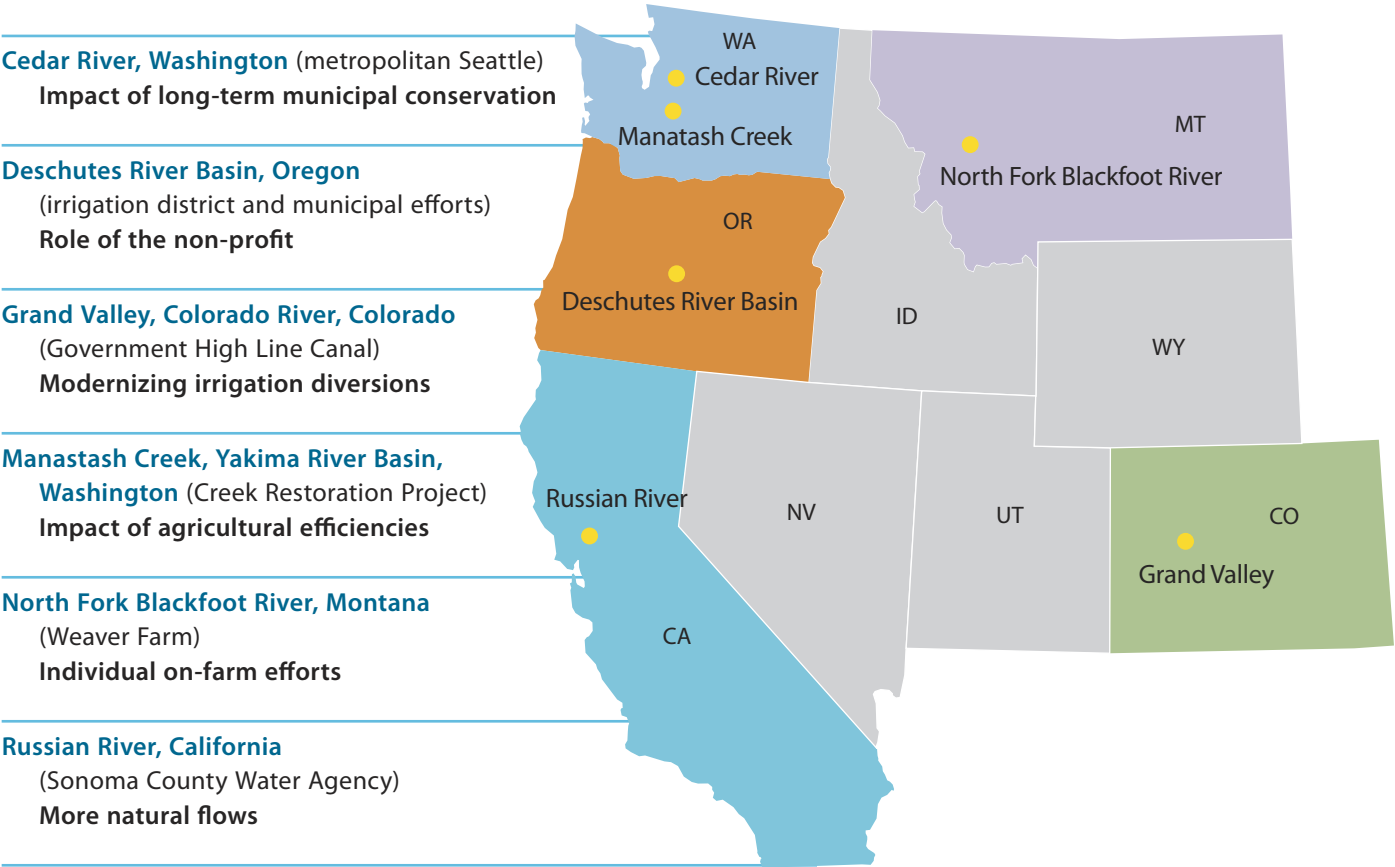 Cedar River, Washington (metropolitan Seattle)
Impact of long-term municipal conservation
Deschutes River Basin, Oregon
(irrigation district and municipal efforts)
Role of the non-profit
Grand Valley, Colorado River, Colorado
(Government High Line Canal)
Modernizing irrigation diversions
Manastash Creek, Yakima River Basin,
Washington (Creek Restoration Project)
Impact of agricultural efficiencies
North Fork Blackfoot River, Montana
(Weaver Farm)
Individual on-farm efforts
Russian River, California
(Sonoma County Water Agency)
More natural flows
WA
Cedar River
Manatash Creek
MT
North Fork Blackfoot River
OR
Deschutes River Basin
ID
WY
Russian River
NV
UT
CO
Grand Valley
CA